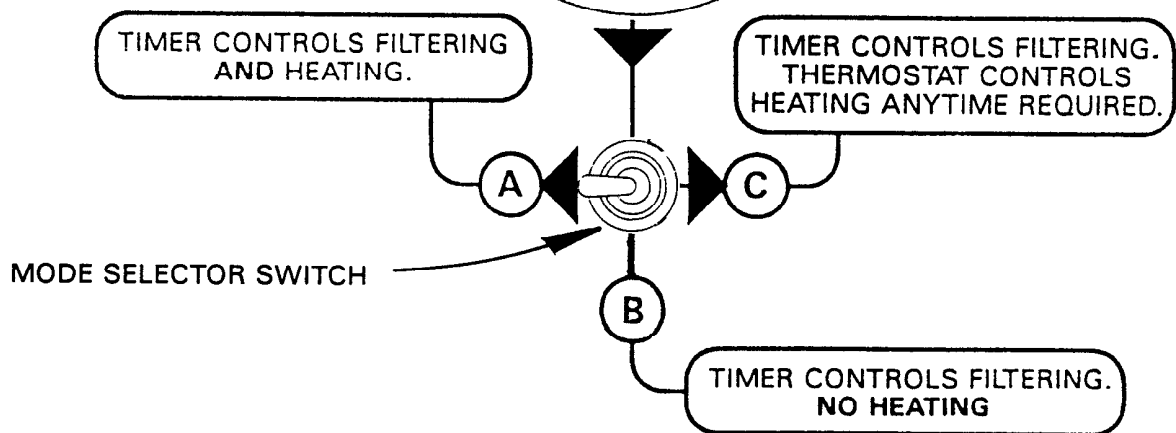 TIMER CONTROLS FILTERING
AND HEATING.
TIMER CONTROLS FILTERING.
THERMOSTAT CONTROLS
HEATING ANYTIME REQUIRED.
A
C
MODE SELECTOR SWITCH
B
TIMER CONTROLS FILTERING.
NO HEATING